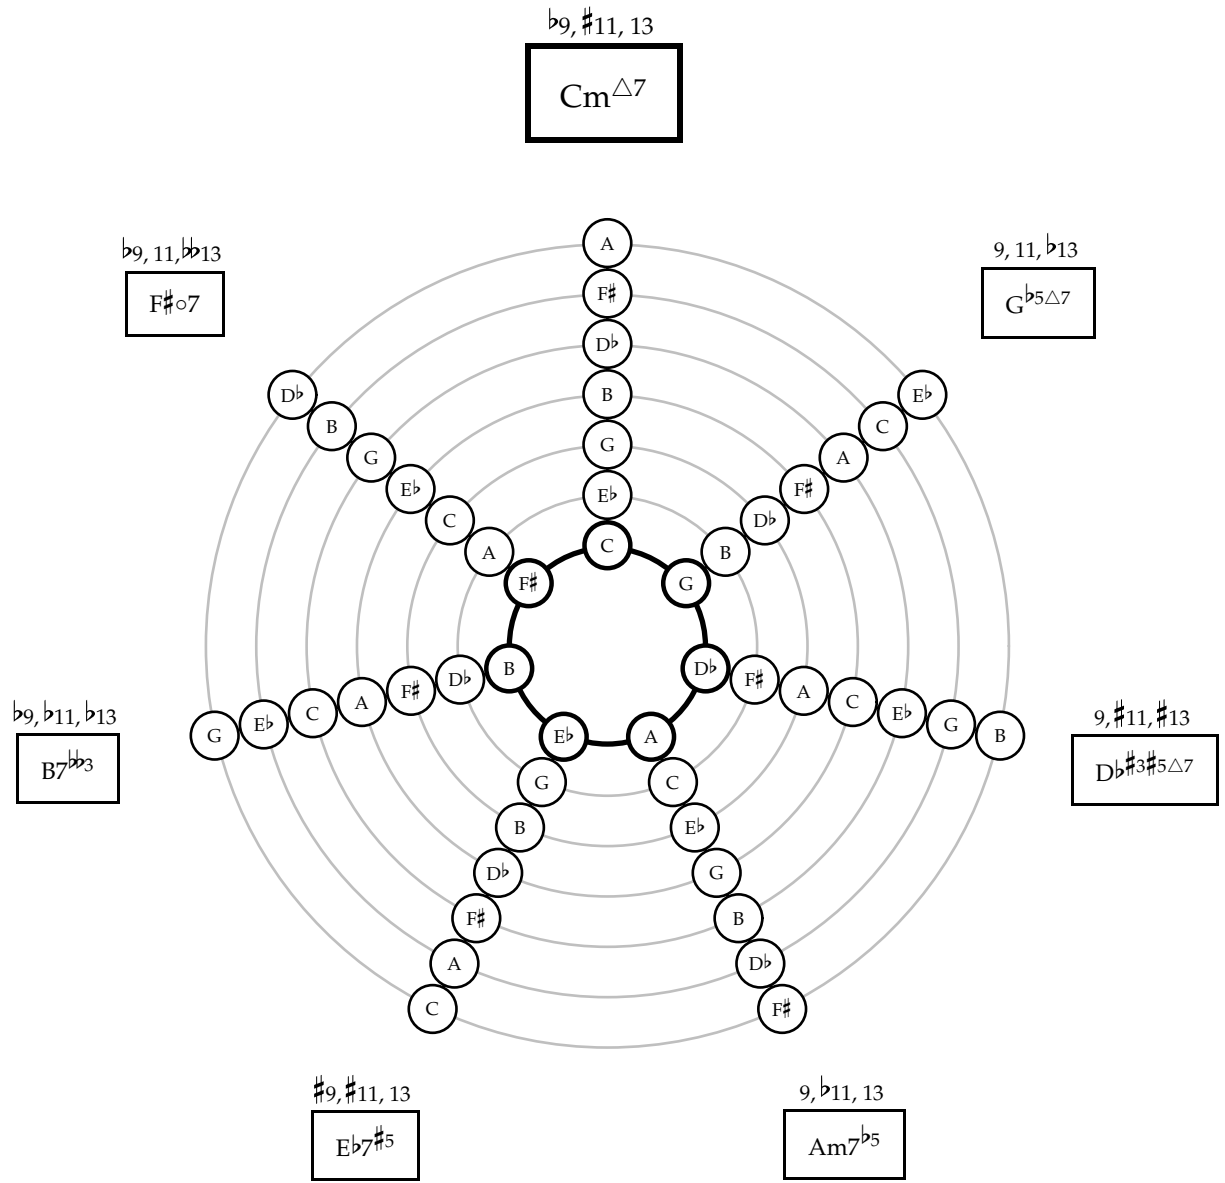 ♭9, ♯11, 13
Cm△7
♭9, 11, ♭♭13
F♯○7
9, 11, ♭13
G♭5△7
A
F♯
D♭
B
G
E♭
C
D♭
B
G
E♭
C
A
F♯
E♭
C
A
F♯
D♭
B
G
♭9, ♭11, ♭13
B7♭♭3
G
E♭
C
A
F♯
D♭
B
D♭
F♯
A
C
E♭
G
B
9, ♯11, ♯13
D♭♯3♯5△7
E♭
G
B
D♭
F♯
A
C
A
C
E♭
G
B
D♭
F♯
♯9, ♯11, 13
E♭7♯5
9, ♭11, 13
Am7♭5